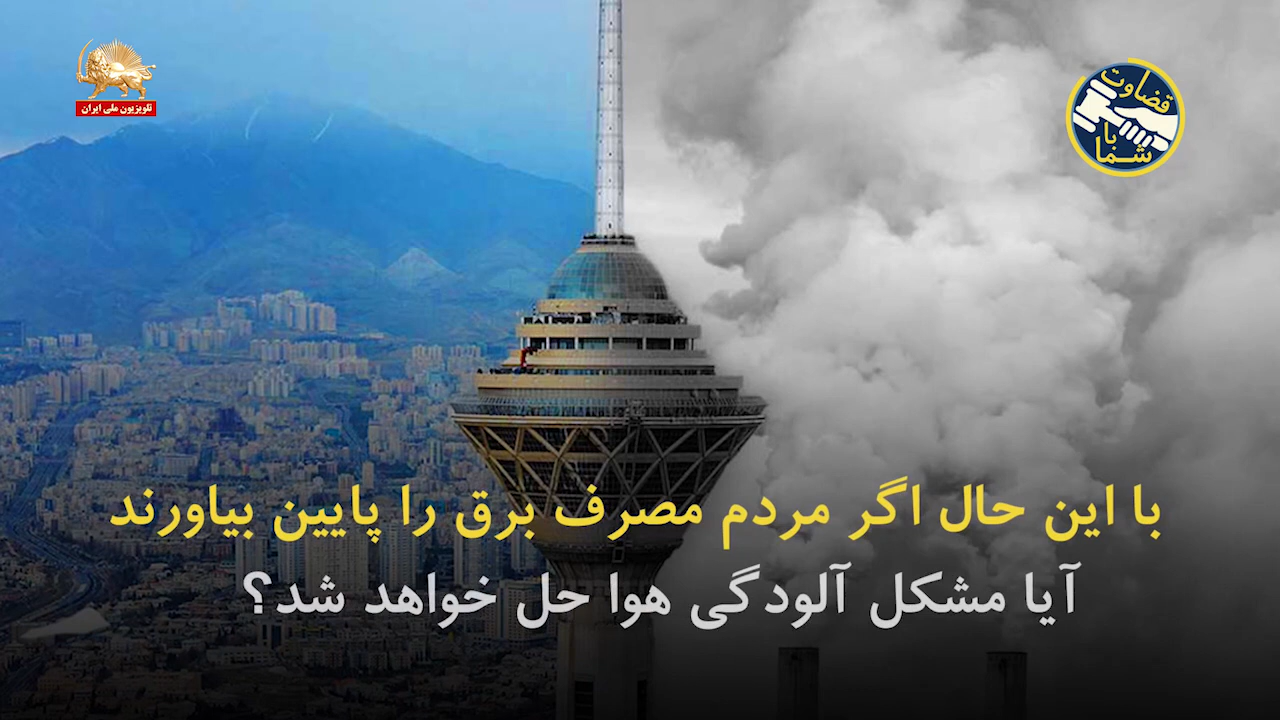 تلویزیون ملی ایران
قضاوت
با
شما
با این حال اگر مردم مصرف برق را پایین بیاورند
آیا مشکل آلودگی هوا حل خواهد شد؟